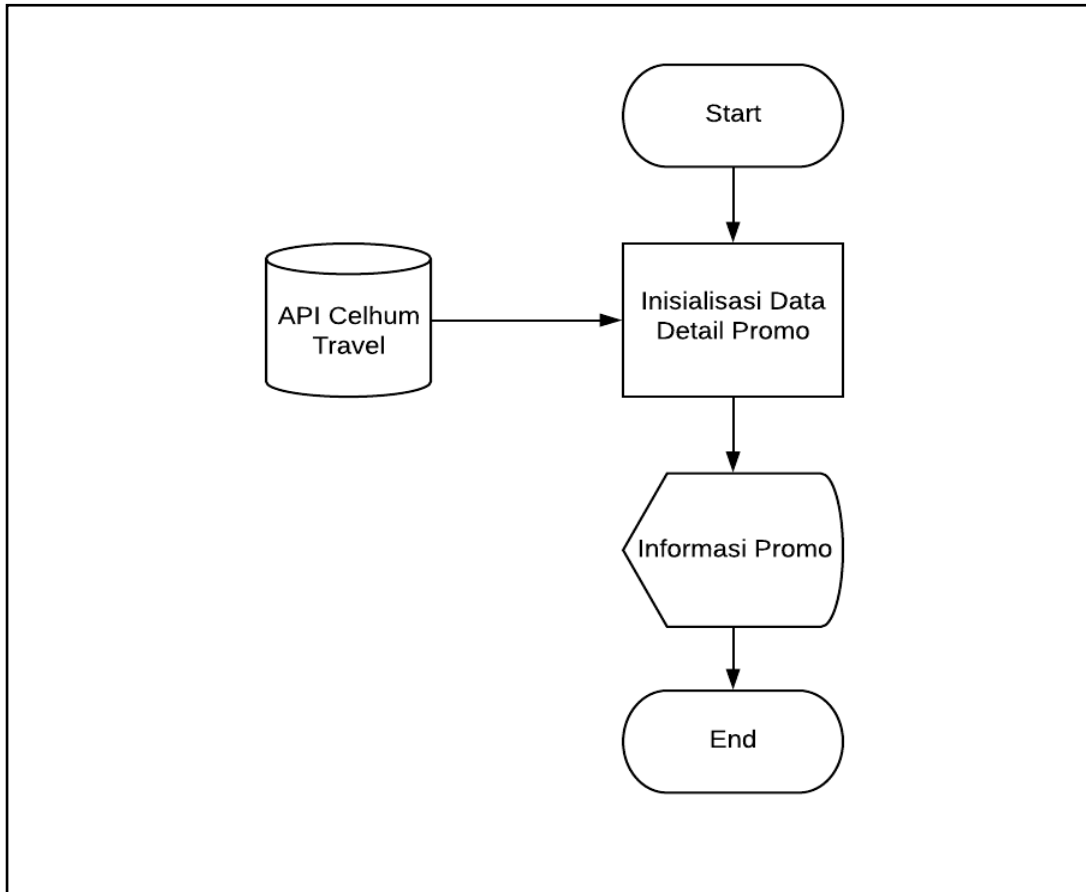 Start
API Celhum
Travel
Inisialisasi Data
Detail Promo
Informasi Promo
End